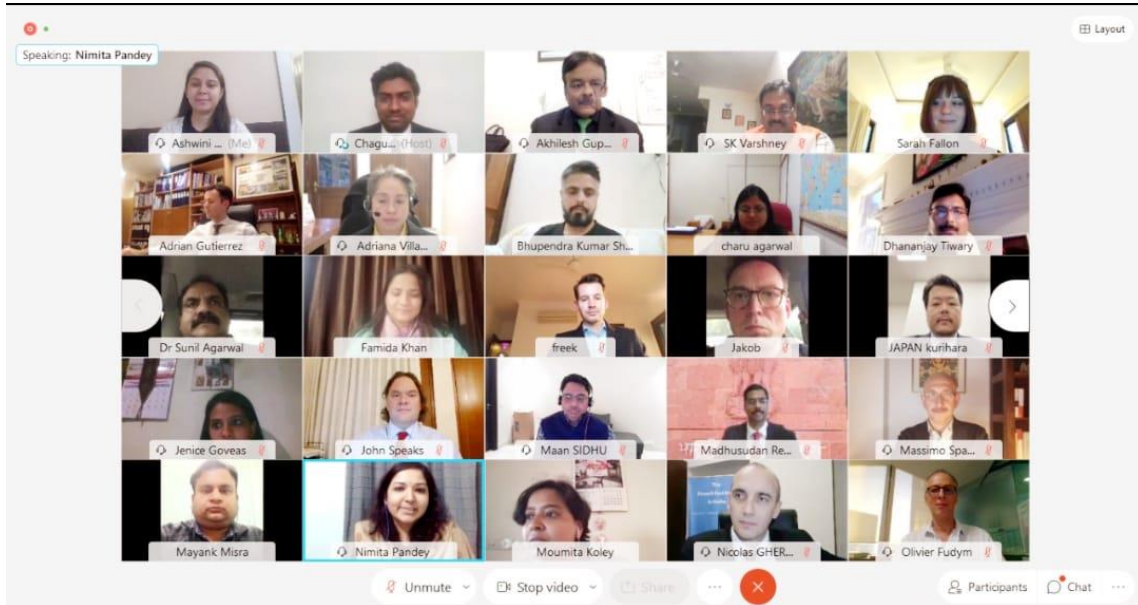 Layout
Speaking: Nimita Pandey
Ashwini ... (Me)
Chagu... (Host)
Akhilesh Gup...
SK Varshney
Sarah Fallon
Adrian Gutierrez
Adriana Villa...
Bhupendra Kumar Sh...
charu agarwal
Dhananjay Tiwary
Dr Sunil Agarwal
Famida Khan
freek
Jakob
JAPAN kurihara
Jenice Goveas
John Speaks
Maan SIDHU
Madhusudan Re...
Massimo Spa...
Mayank Misra
Nimita Pandey
Moumita Koley
Nicolas GHER...
Olivier Fudym
Unmute
Stop video
Share
...
Participants
Chat
...